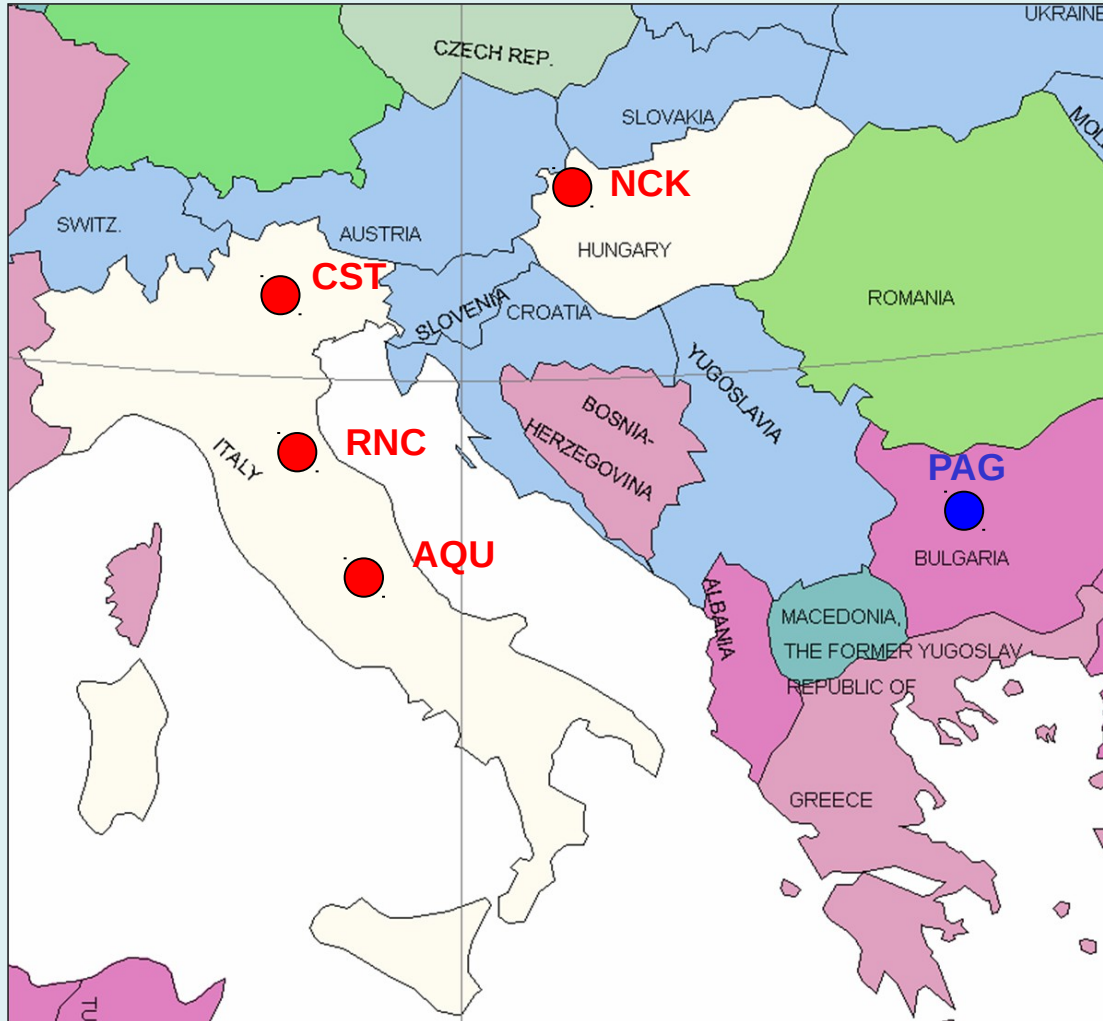 UKRAINE
CZECH REP.
SLOVAKIA
NCK
SWITZ.
AUSTRIA
HUNGARY
CST
SLOVENIA
CROATIA
ROMANIA
YUGOSLAVIA
BOSNIA-
HERZEGOVINA
ITALY
RNC
PAG
AQU
BULGARIA
ALBANIA
MACEDONIA,
THE FORMER YUGOSLAV
REPUBLIC OF
GREECE
TU